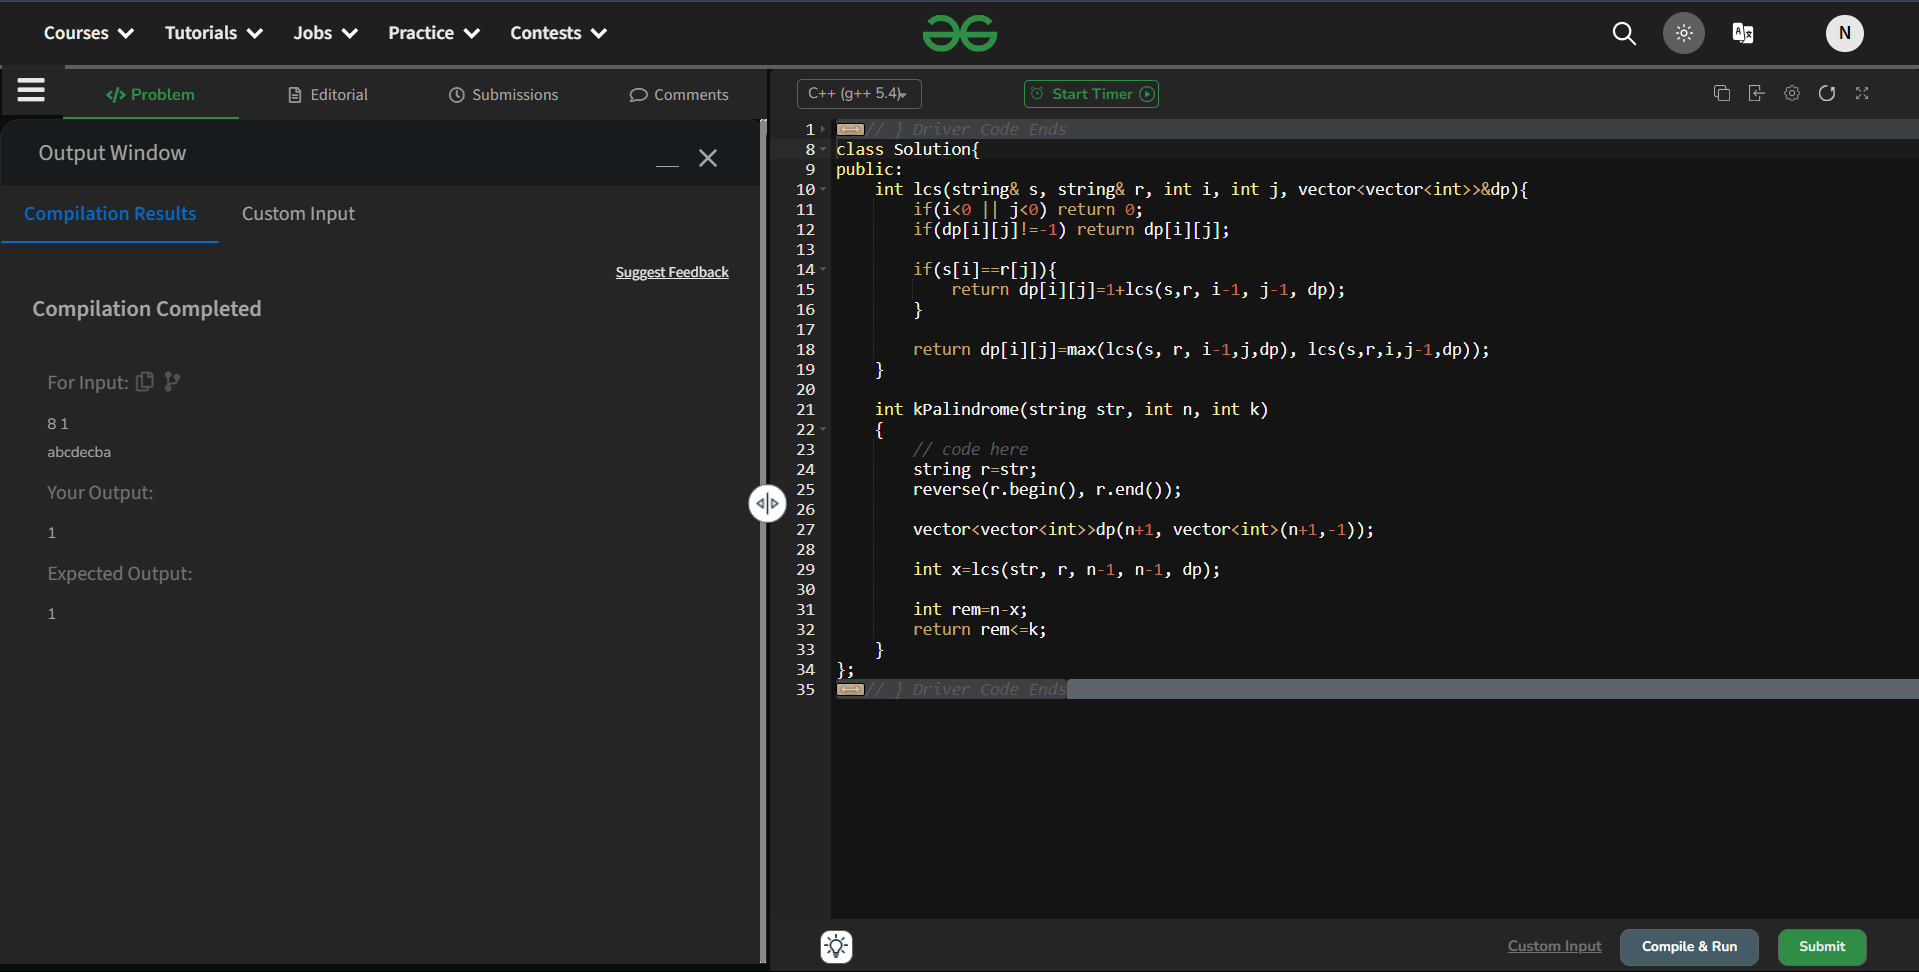 Courses Tutorials Jobs Practice Contests
N
Problem Editorial Submissions Comments
C++ (g++ 5.4) Start Timer
Output Window
Compilation Results Custom Input
Suggest Feedback
Compilation Completed
For Input:
8 1
abcdecba
Your Output:
1
Expected Output:
1
1 // } Driver Code Ends
8 class Solution{
9 public:
10     int lcs(string& s, string& r, int i, int j, vector<vector<int>>&dp){
11         if(i<0 || j<0) return 0;
12         if(dp[i][j]!=-1) return dp[i][j];
13
14         if(s[i]==r[j]){
15             return dp[i][j]=1+lcs(s,r, i-1, j-1, dp);
16         }
17
18         return dp[i][j]=max(lcs(s, r, i-1,j,dp), lcs(s,r,i,j-1,dp));
19     }
20
21     int kPalindrome(string str, int n, int k)
22     {
23         // code here
24         string r=str;
25         reverse(r.begin(), r.end());
26
27         vector<vector<int>>dp(n+1, vector<int>(n+1,-1));
28
29         int x=lcs(str, r, n-1, n-1, dp);
30
31         int rem=n-x;
32         return rem<=k;
33     }
34 };
35 // } Driver Code Ends
Custom Input Compile & Run Submit